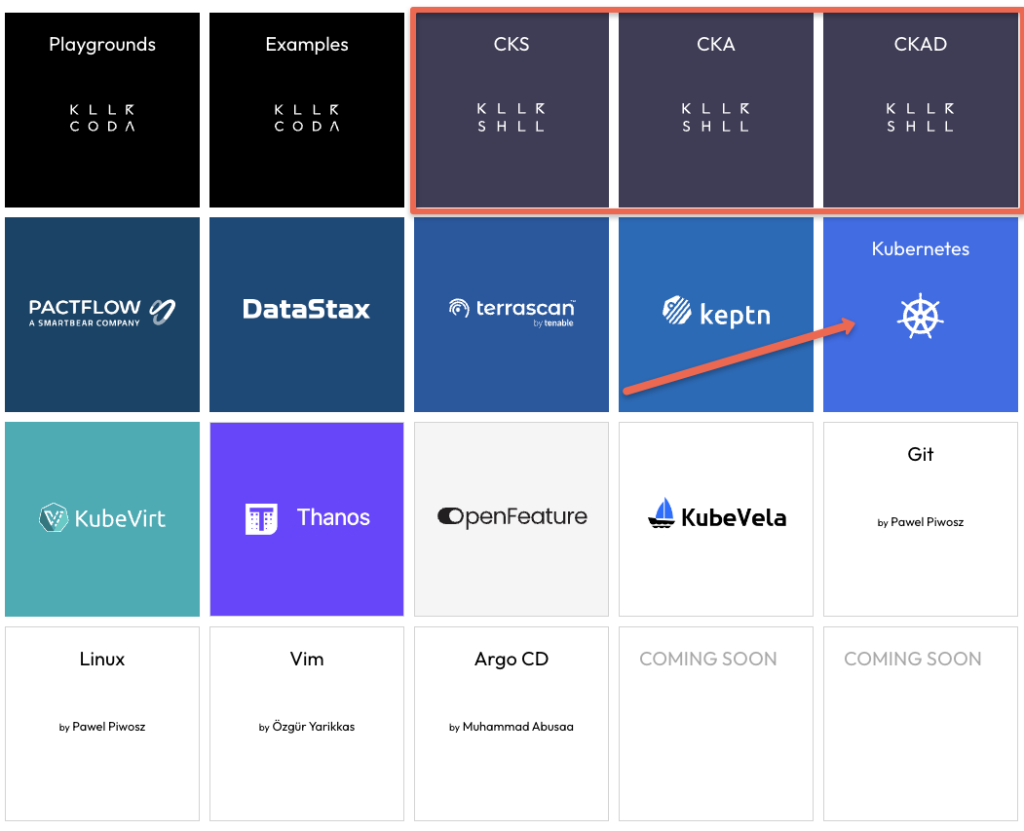 Playgrounds
KLLR
CODA
Examples
KLLR
CODA
CKS
KLLR
SHLL
CKA
KLLR
SHLL
CKAD
KLLR
SHLL
PACTFLOW
A SMARTBEAR COMPANY
DataStax
terrascan™
by tenable
keptn
Kubernetes
KubeVirt
Thanos
OpenFeature
KubeVela
Git
by Pawel Piwosz
Linux
by Pawel Piwosz
Vim
by Özgür Yarikkas
Argo CD
by Muhammad Abusaa
COMING SOON
COMING SOON